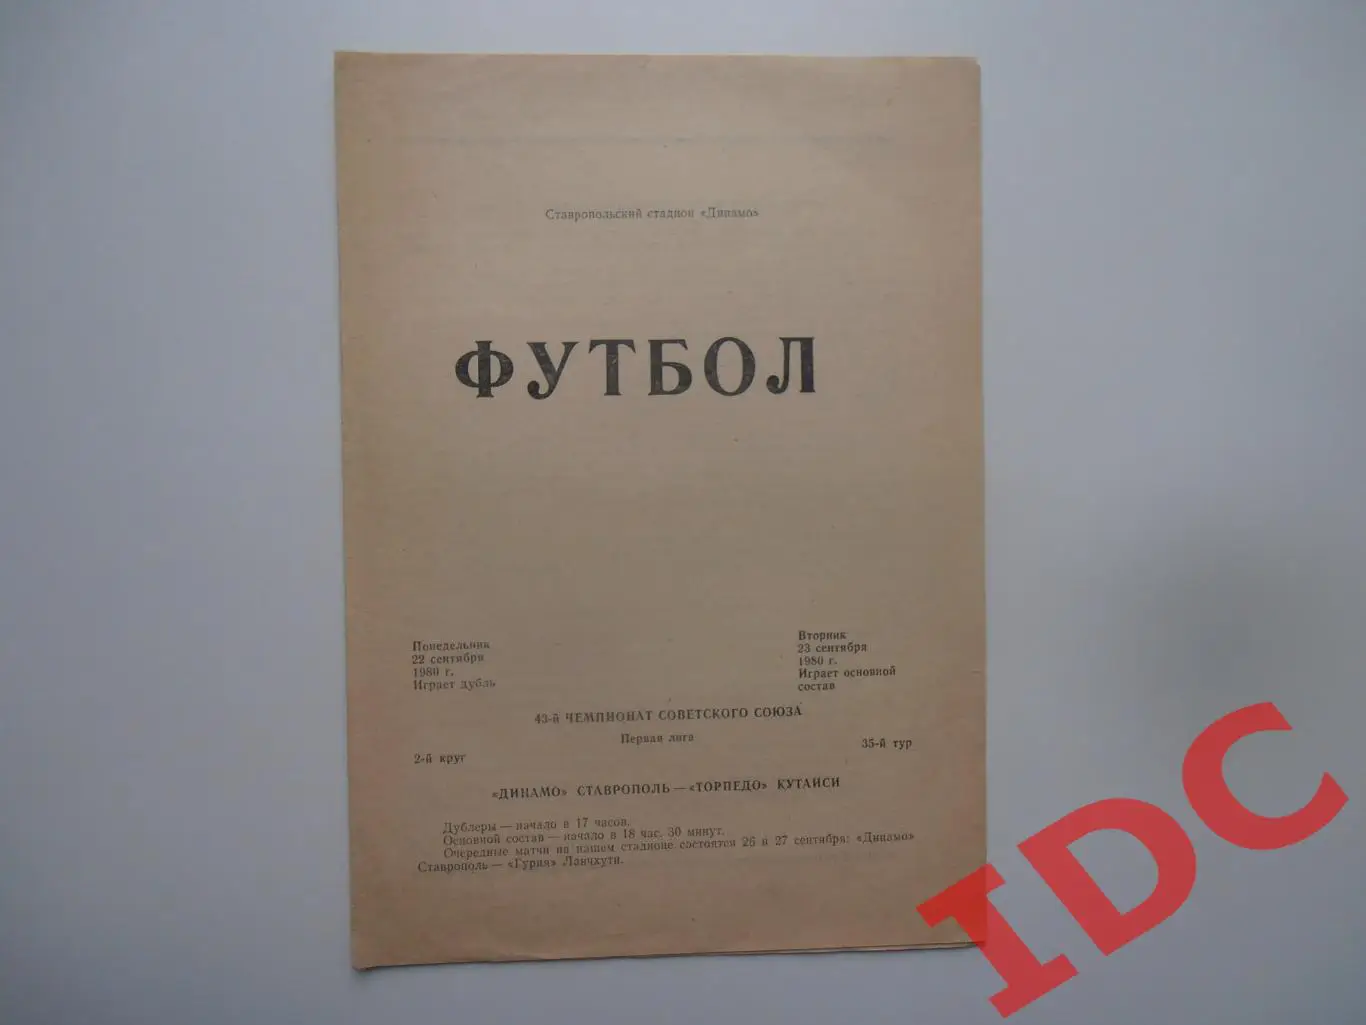 Ставропольский стадион «Динамо»
ФУТБОЛ
Понедельник
22 сентября
1980 г.
Играет дубль
Вторник
23 сентября
1980 г.
Играет основной
состав
43-й ЧЕМПИОНАТ СОВЕТСКОГО СОЮЗА
Первая лига
2-й круг
35-й тур
«ДИНАМО» СТАВРОПОЛЬ — «ТОРПЕДО» КУТАИСИ
Дублеры — начало в 17 часов.
Основной состав — начало в 18 час. 30 минут.
Очередные матчи на нашем стадионе состоятся 26 и 27 сентября: «Динамо»
Ставрополь — «Гурия» Ланчхути.
IDC